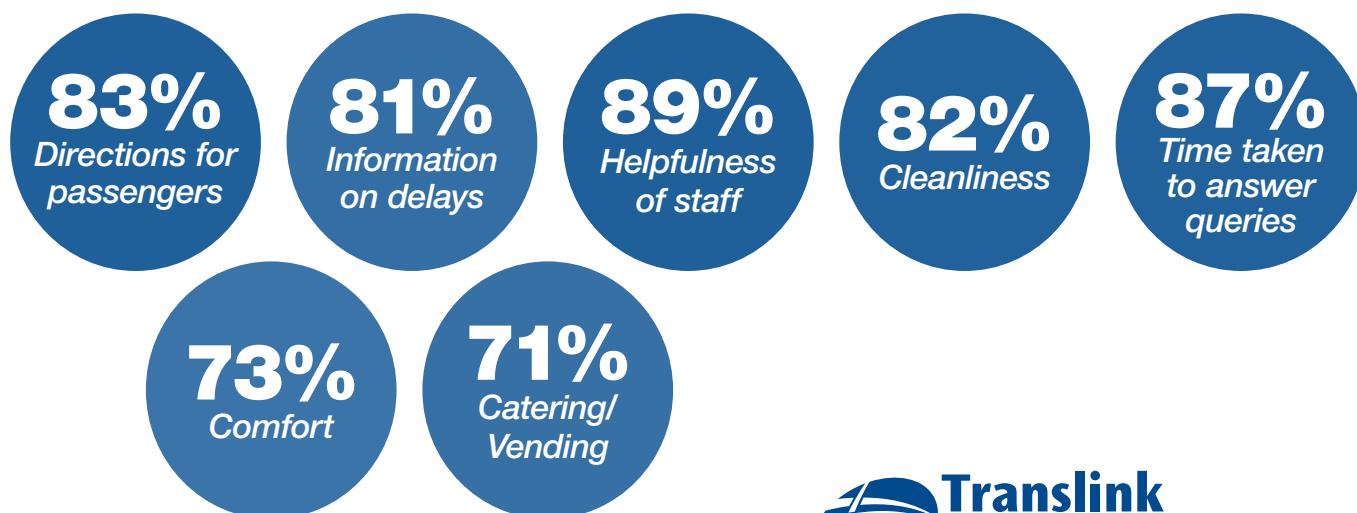 83%
Directions for
passengers
81%
Information
on delays
89%
Helpfulness
of staff
82%
Cleanliness
87%
Time taken
to answer
queries
73%
Comfort
71%
Catering/
Vending
Translink